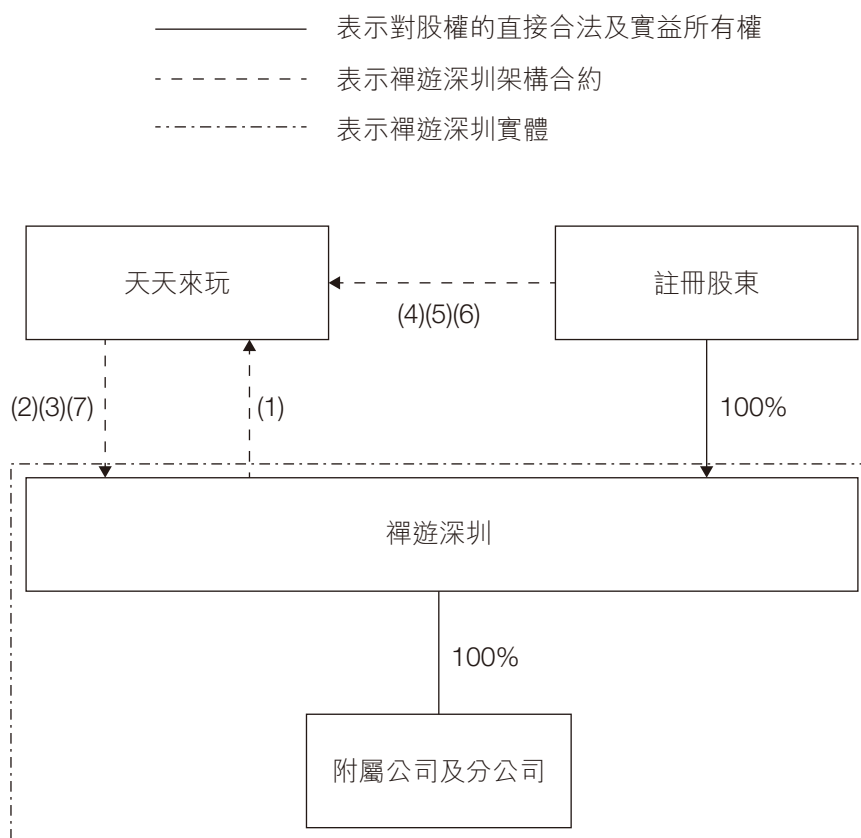 表示對股權的直接合法及實益所有權
表示禪遊深圳架構合約
表示禪遊深圳實體
天天來玩
註冊股東
(4)(5)(6)
(2)(3)(7)
(1)
100%
禪遊深圳
100%
附屬公司及分公司